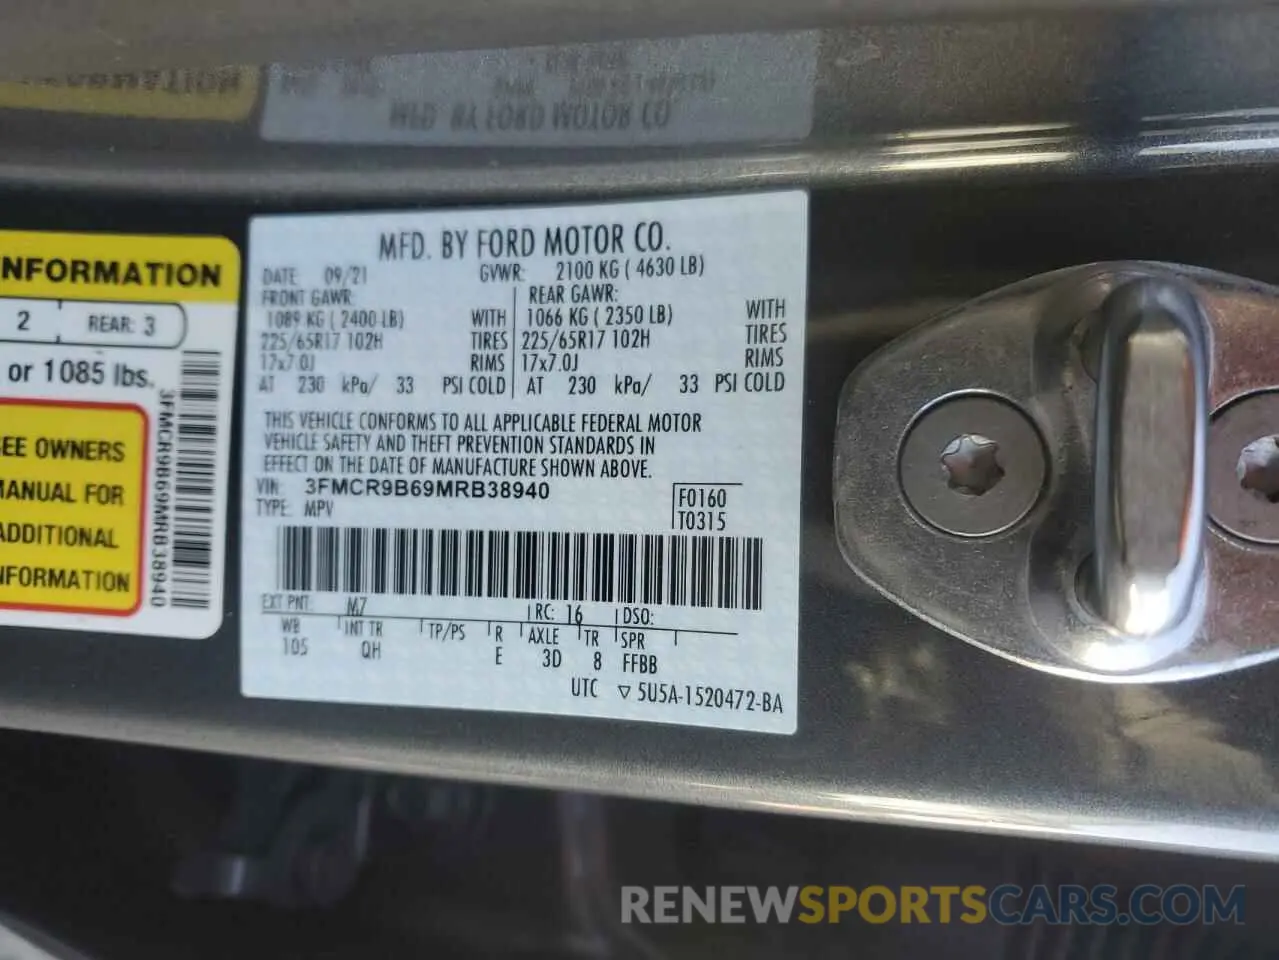 INFORMATION
2 REAR: 3
or 1085 lbs.
SEE OWNERS
MANUAL FOR
ADDITIONAL
INFORMATION
3FMCR9B69MRB38940
MFD. BY FORD MOTOR CO.
DATE 09/21 GVWR: 2100 KG ( 4630 LB)
FRONT GAWR: REAR GAWR:
1089 KG ( 2400 LB) WITH 1066 KG ( 2350 LB) WITH
225/65R17 102H TIRES 225/65R17 102H TIRES
17x7.0J RIMS 17x7.0J RIMS
AT 230 kPa/ 33 PSI COLD AT 230 kPa/ 33 PSI COLD
THIS VEHICLE CONFORMS TO ALL APPLICABLE FEDERAL MOTOR
VEHICLE SAFETY AND THEFT PREVENTION STANDARDS IN
EFFECT ON THE DATE OF MANUFACTURE SHOWN ABOVE.
VIN: 3FMCR9B69MRB38940 F0160
TYPE: MPV T0315
EXT PNT: M7 RC: 16 DSO:
WB INT TR TP/PS R AXLE TR SPR
105 QH E 3D 8 FFBB
UTC ▽ 5U5A-1520472-BA
RENEWSPORTSCARS.COM